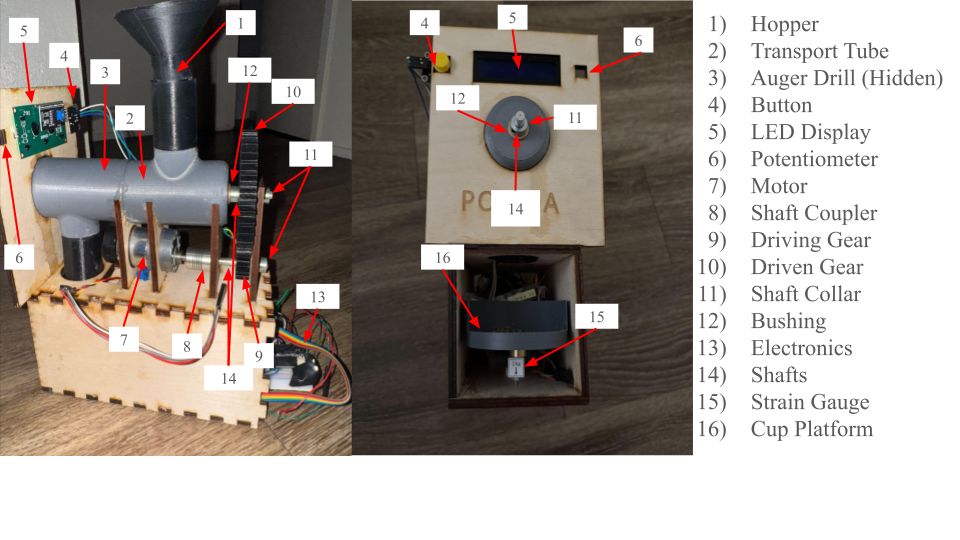 5
4
3
2
1
12
10
11
6
7
8
14
9
13
4
5
6
12
11
14
16
15
1) Hopper
2) Transport Tube
3) Auger Drill (Hidden)
4) Button
5) LED Display
6) Potentiometer
7) Motor
8) Shaft Coupler
9) Driving Gear
10) Driven Gear
11) Shaft Collar
12) Bushing
13) Electronics
14) Shafts
15) Strain Gauge
16) Cup Platform